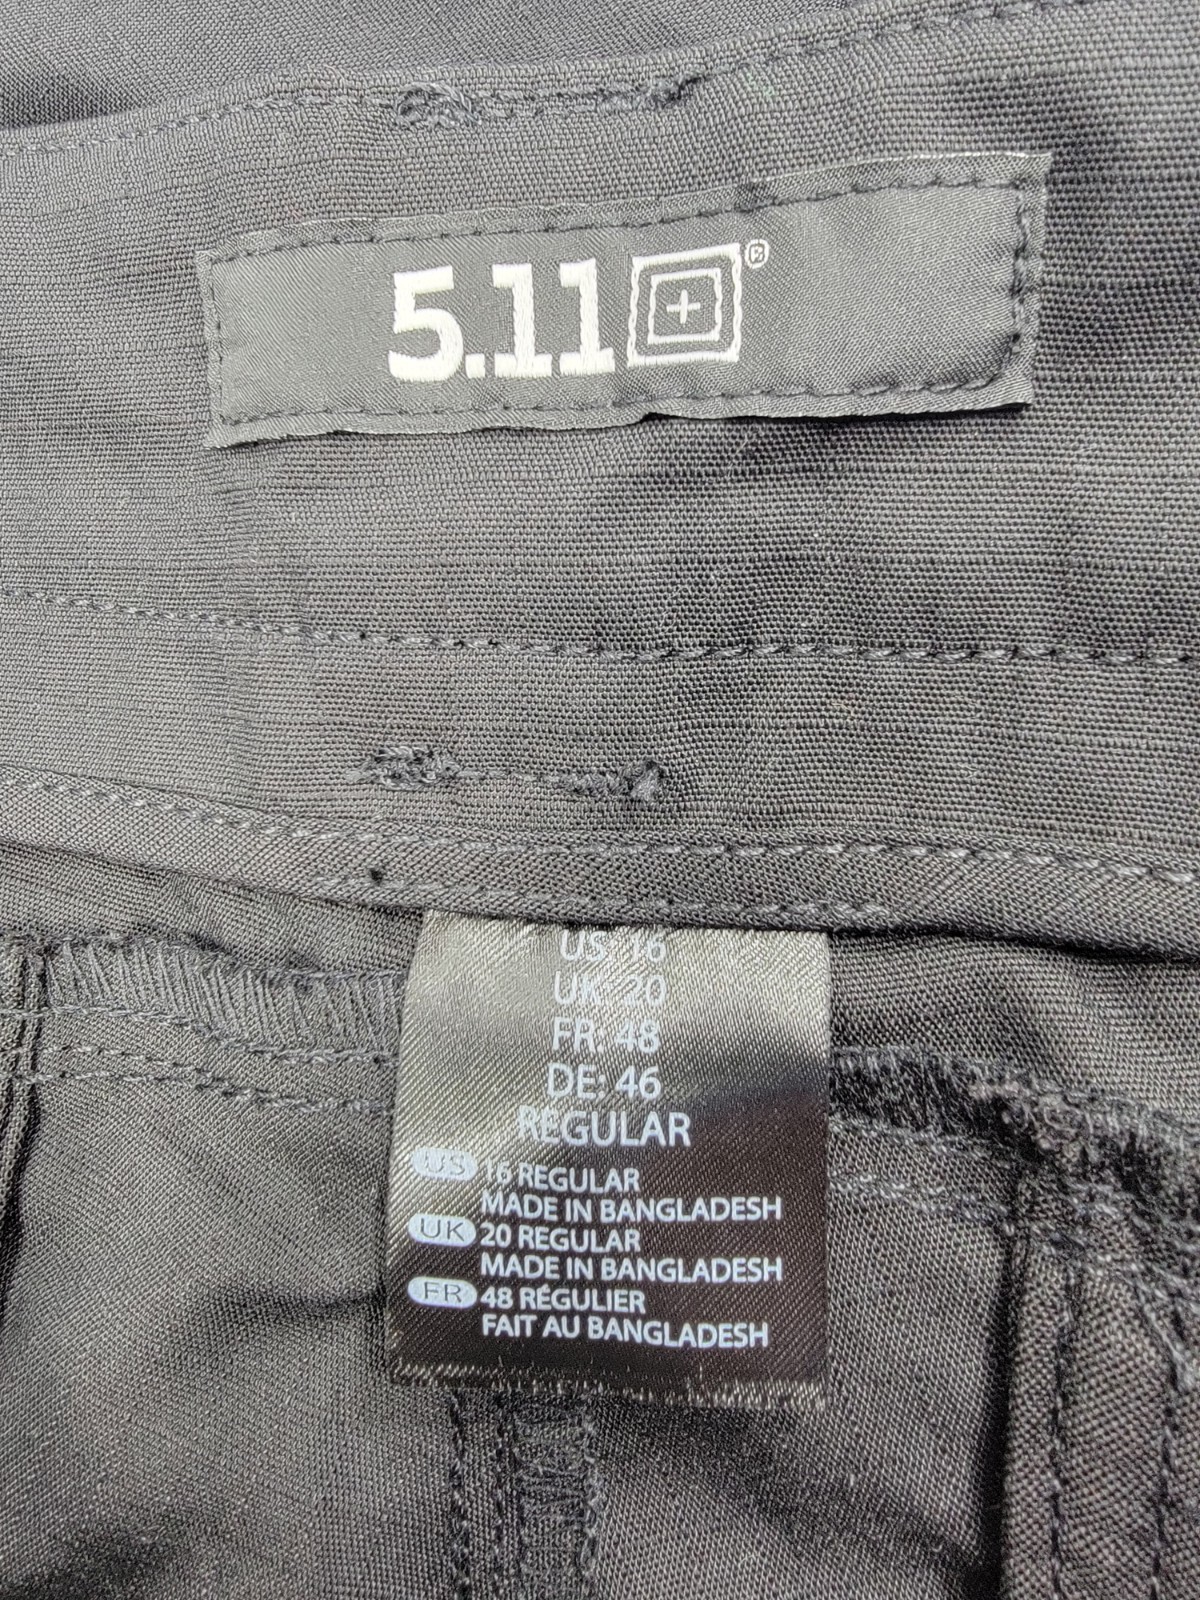 5.11®
US: 16
UK: 20
FR: 48
DE: 46
REGULAR
US 16 REGULAR
MADE IN BANGLADESH
UK 20 REGULAR
MADE IN BANGLADESH
FR 48 RÉGULIER
FAIT AU BANGLADESH